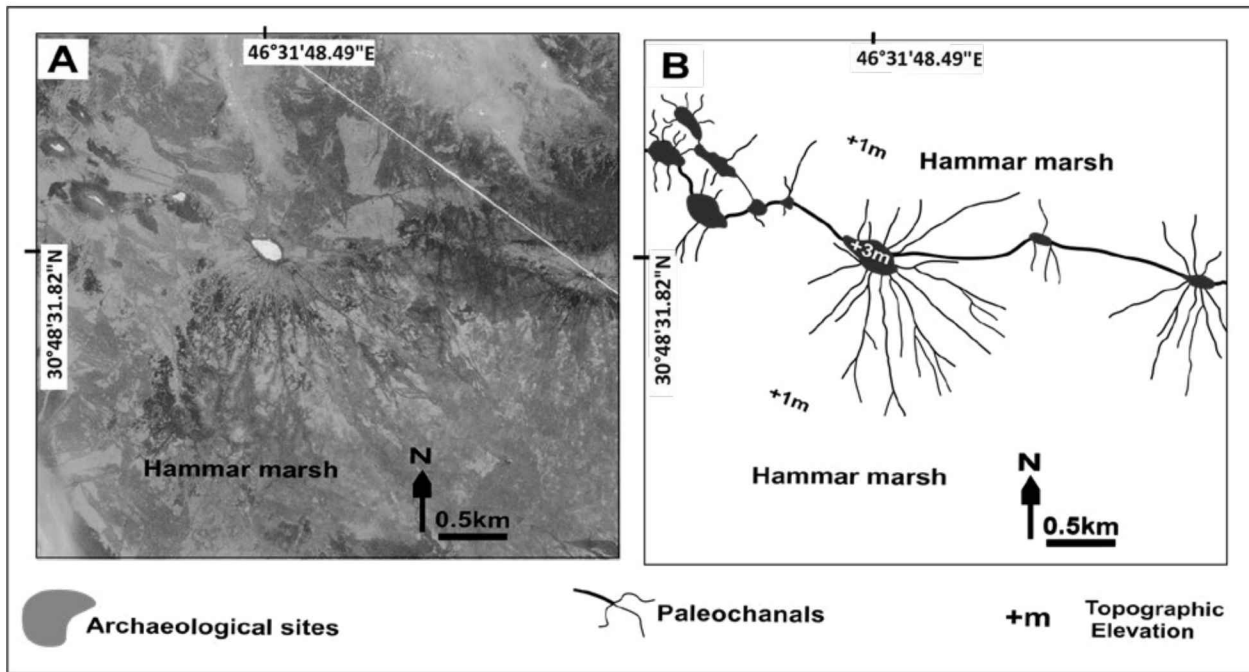 A
46°31'48.49"E
30°48'31.82"N
Hammar marsh
N
0.5km
B
46°31'48.49"E
30°48'31.82"N
+1m
Hammar marsh
+3m
+1m
Hammar marsh
N
0.5km
Archaeological sites
Paleochanals
+m
Topographic
Elevation